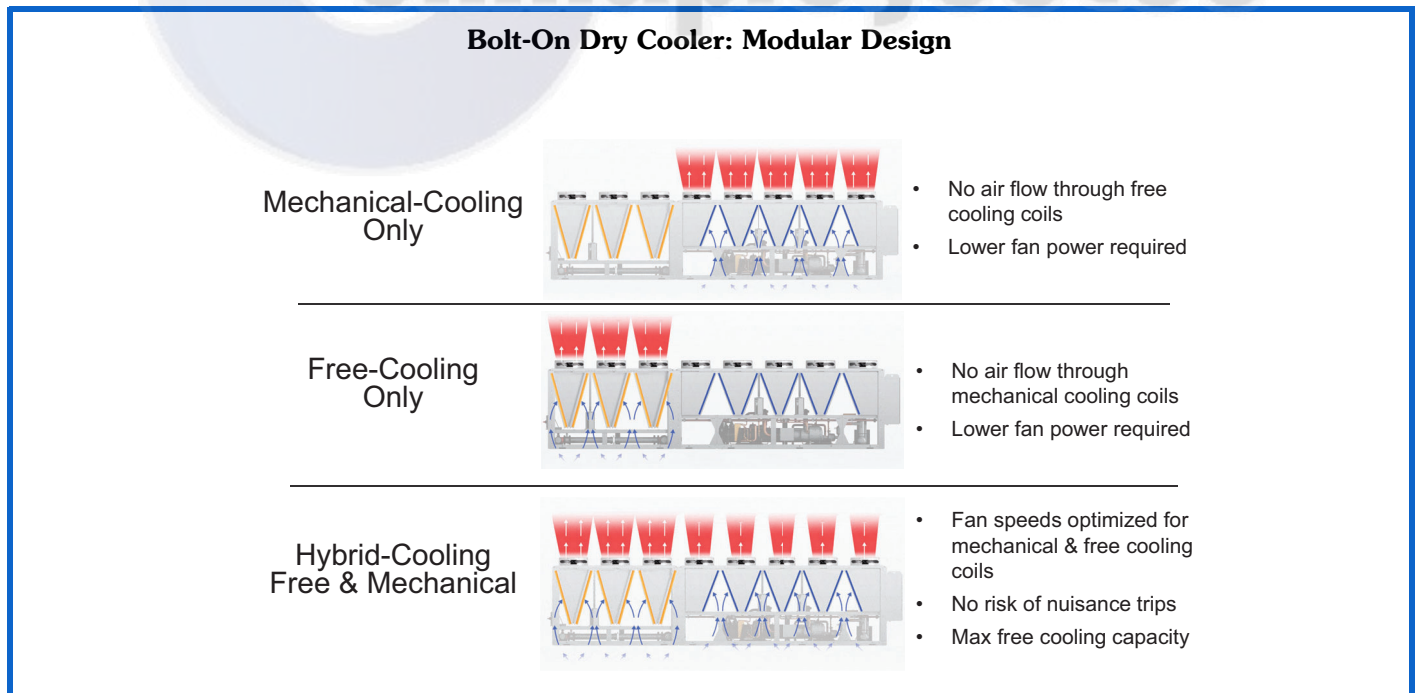 Bolt-On Dry Cooler: Modular Design
Mechanical-Cooling
Only
• No air flow through free
cooling coils
• Lower fan power required
Free-Cooling
Only
• No air flow through
mechanical cooling coils
• Lower fan power required
Hybrid-Cooling
Free & Mechanical
• Fan speeds optimized for
mechanical & free cooling
coils
• No risk of nuisance trips
• Max free cooling capacity